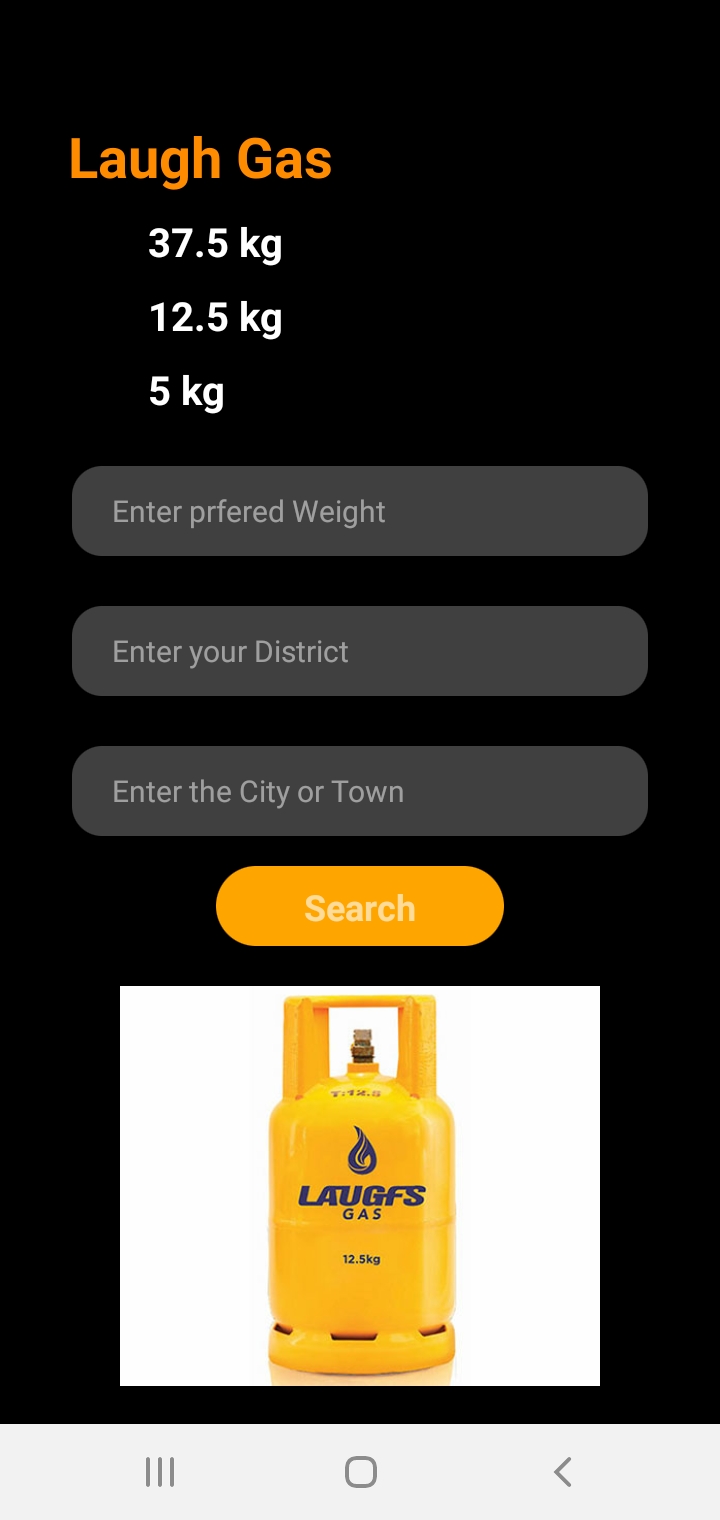 Laugh Gas
37.5 kg
12.5 kg
5 kg
Enter prfered Weight
Enter your District
Enter the City or Town
Search
T:12.8
LAUGFS
GAS
12.5kg